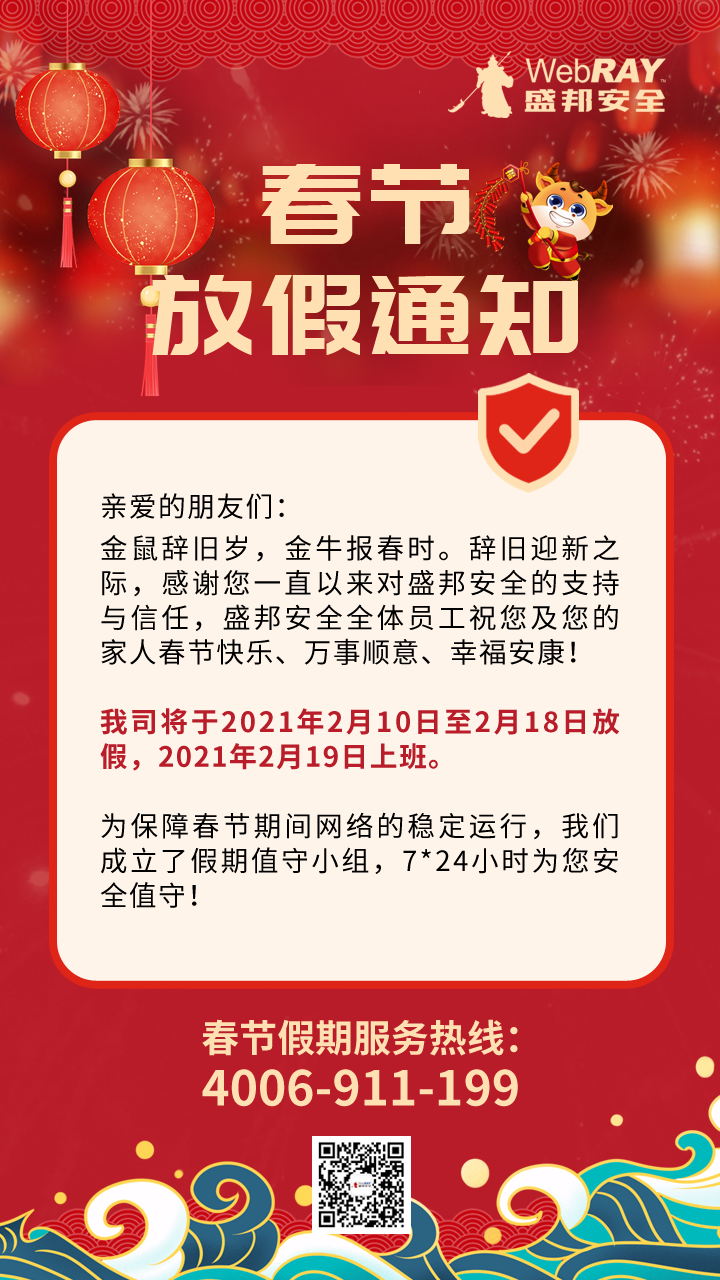 WebRAY™
盛邦安全
春节
放假通知
亲爱的朋友们：
金鼠辞旧岁，金牛报春时。辞旧迎新之
际，感谢您一直以来对盛邦安全的支持
与信任，盛邦安全全体员工祝您及您的
家人春节快乐、万事顺意、幸福安康！
我司将于2021年2月10日至2月18日放
假，2021年2月19日上班。
为保障春节期间网络的稳定运行，我们
成立了假期值守小组，7*24小时为您安
全值守！
春节假期服务热线：
4006-911-199